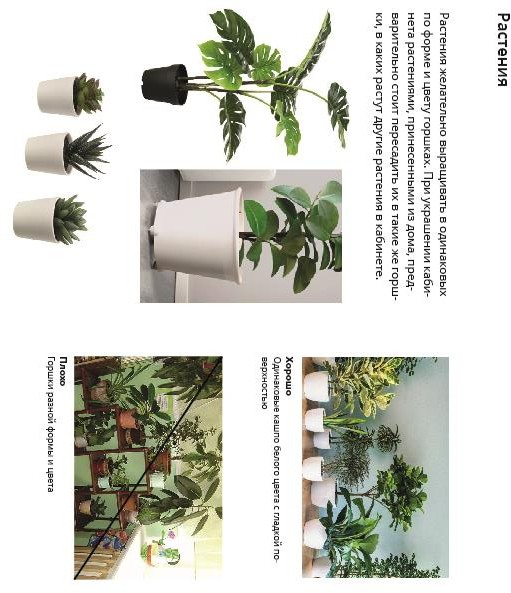 Растения
Растения желательно выращивать в одинаковых
по форме и цвету горшках. При украшении каби-
нета растениями, принесенными из дома, пред-
варительно стоит пересадить их в такие же горш-
ки, в каких растут другие растения в кабинете.
Хорошо
Одинаковые кашпо белого цвета с гладкой по-
верхностью
Плохо
Горшки разной формы и цвета